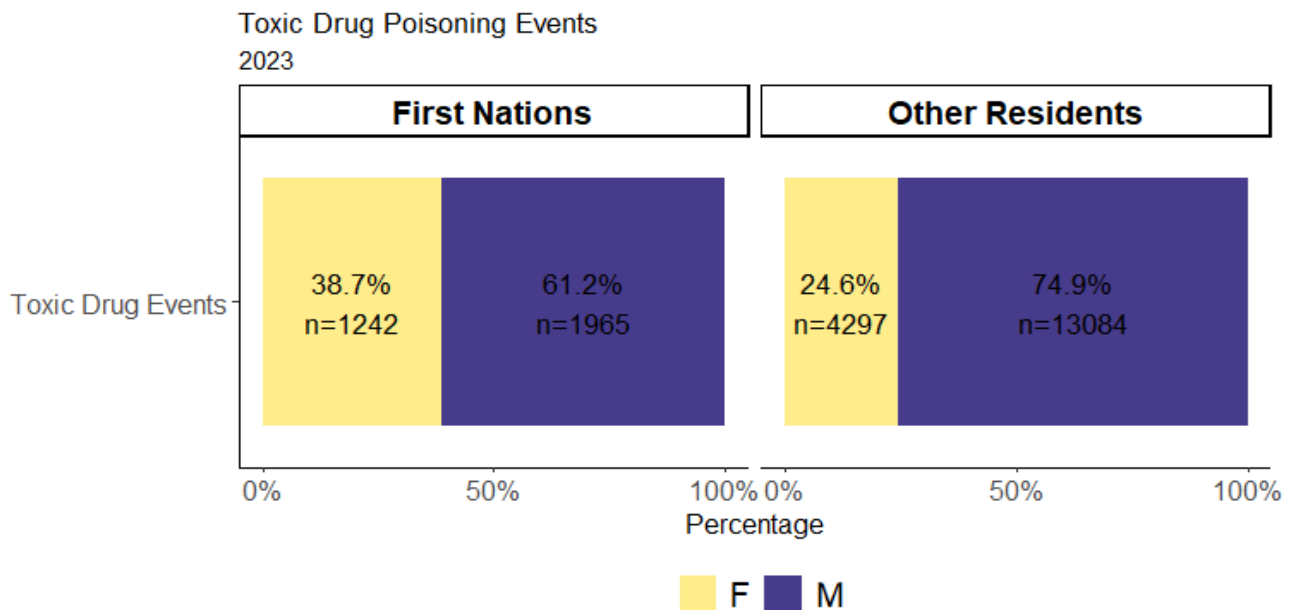 Toxic Drug Poisoning Events
2023
First Nations
Other Residents
Toxic Drug Events
38.7%
n=1242
61.2%
n=1965
24.6%
n=4297
74.9%
n=13084
0%
50%
100%
0%
50%
100%
Percentage
F
M